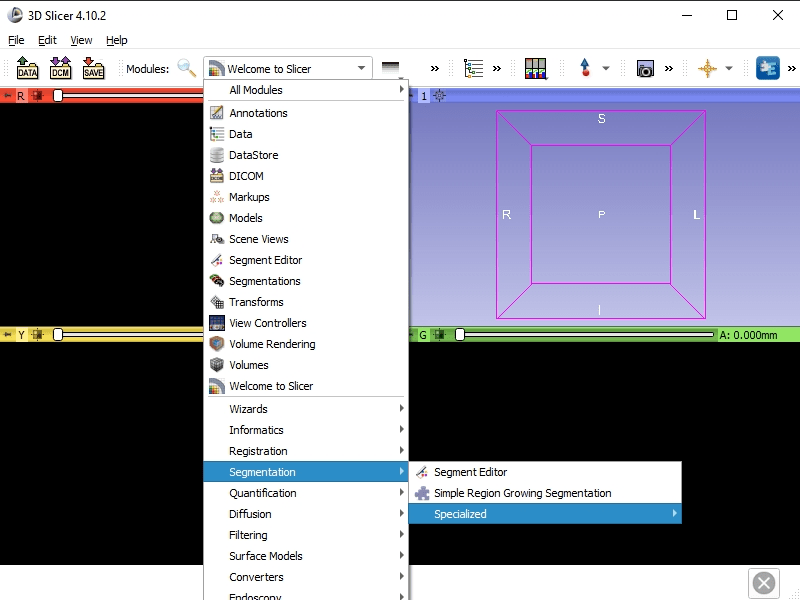 3D Slicer 4.10.2
File Edit View Help
DATA DCM SAVE Modules: Welcome to Slicer » » » »
R 1
All Modules
Annotations
Data
DataStore
DICOM
Markups
Models
Scene Views
Segment Editor
Segmentations
Transforms
View Controllers
Volume Rendering
Volumes
Welcome to Slicer
Wizards
Informatics
Registration
Segmentation
Quantification
Diffusion
Filtering
Surface Models
Converters
Endoscopy
Segment Editor
Simple Region Growing Segmentation
Specialized
S
R P L
I
Y G A: 0.000mm